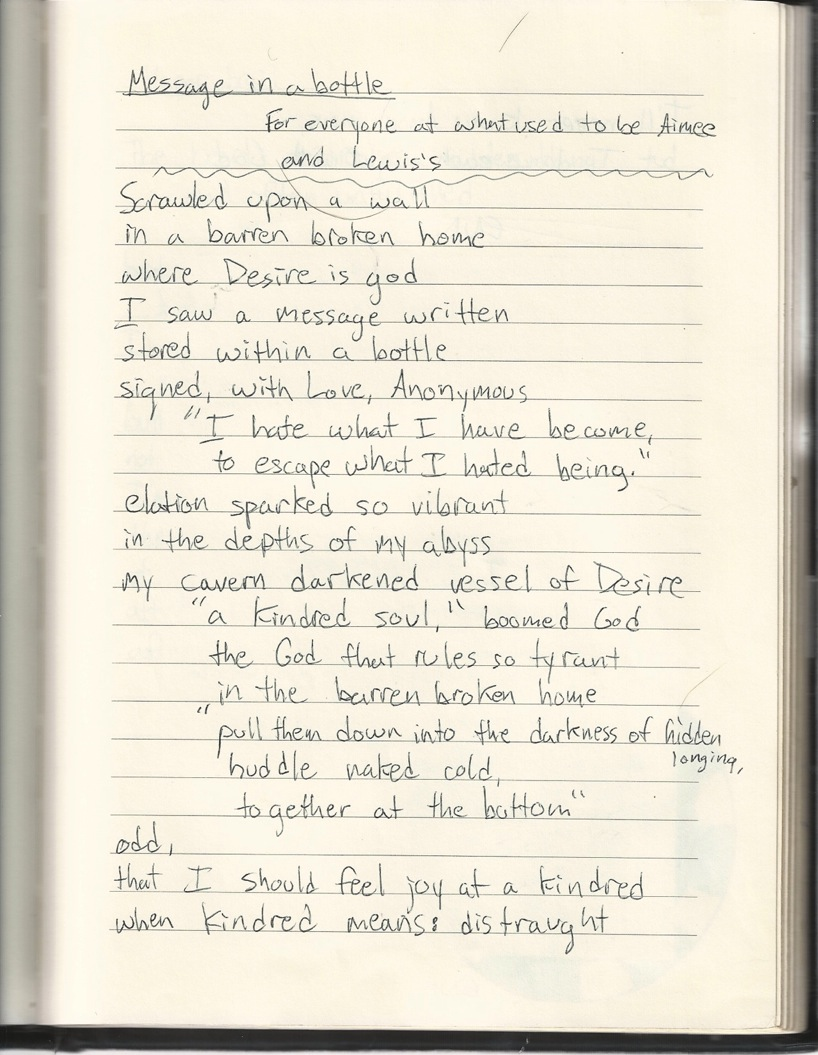 Message in a bottle
For everyone at what used to be Aimee
and Lewis's
Scrawled upon a wall
in a barren broken home
where Desire is god
I saw a message written
stored within a bottle
signed, with Love, Anonymous
"I hate what I have become,
to escape what I hated being."
elation sparked so vibrant
in the depths of my abyss
my cavern darkened vessel of Desire
"a kindred soul," boomed God
the God that rules so tyrant
in the barren broken home
"pull them down into the darkness of hidden
longing,
huddle naked cold,
together at the bottom"
odd,
that I should feel joy at a kindred
when kindred means: distraught